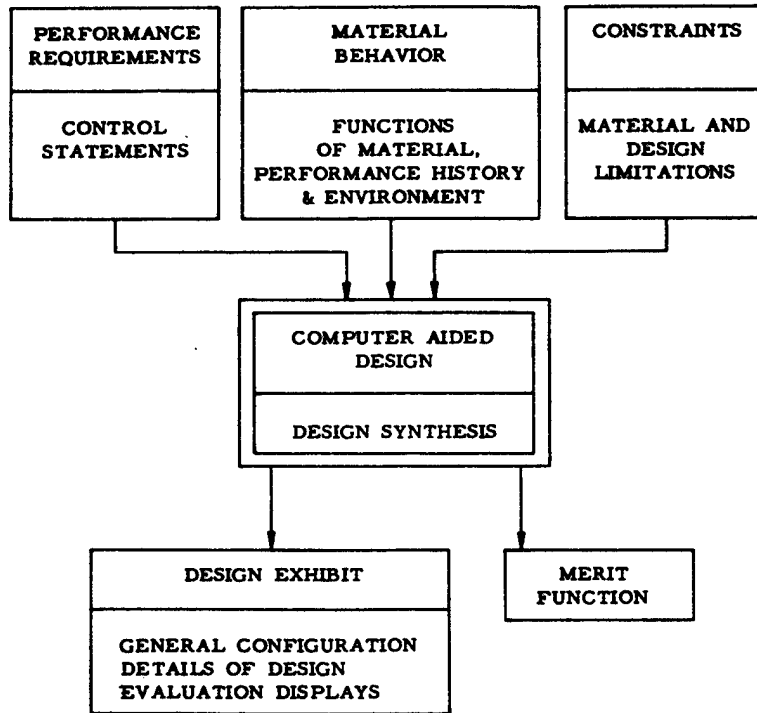 PERFORMANCE
REQUIREMENTS
CONTROL
STATEMENTS
MATERIAL
BEHAVIOR
FUNCTIONS
OF MATERIAL,
PERFORMANCE HISTORY
& ENVIRONMENT
CONSTRAINTS
MATERIAL AND
DESIGN
LIMITATIONS
COMPUTER AIDED
DESIGN
DESIGN SYNTHESIS
DESIGN EXHIBIT
GENERAL CONFIGURATION
DETAILS OF DESIGN
EVALUATION DISPLAYS
MERIT
FUNCTION